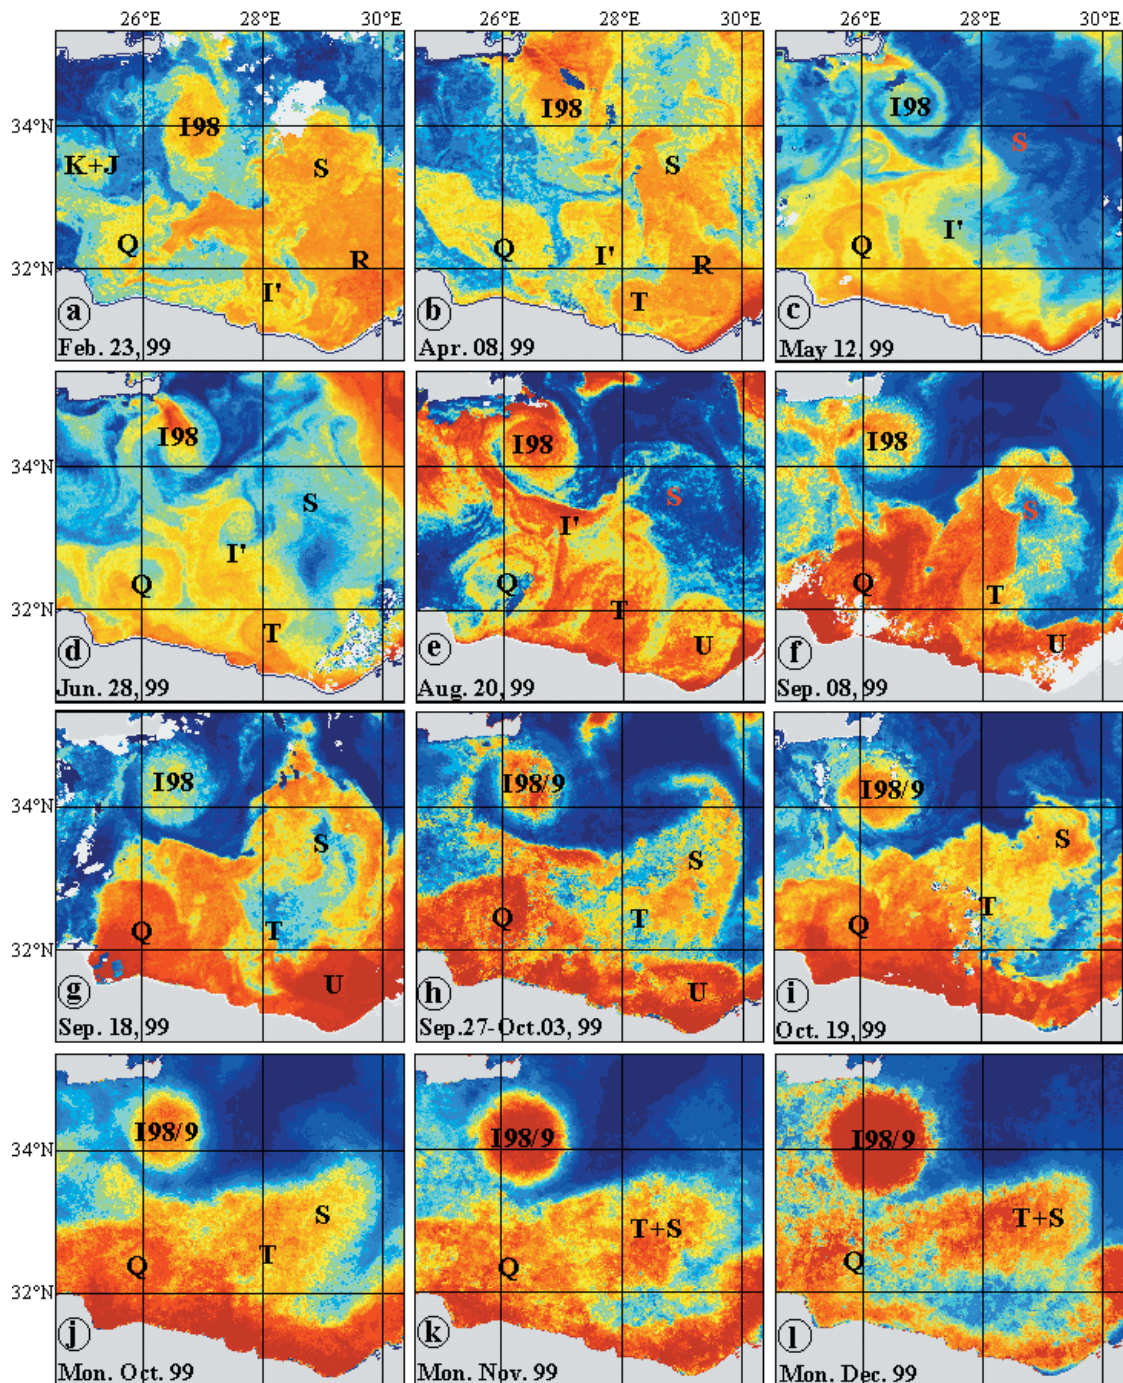 26°E 28°E 30°E 26°E 28°E 30°E 26°E 28°E 30°E
34°N I98 I98 I98
K+J S S S
Q I' Q I' Q I'
32°N R R
T
a b c
Feb. 23, 99 Apr. 08, 99 May 12, 99
I98 I98 I98
34°N S S S
Q I' I' Q T
32°N T Q T U U
d e f
Jun. 28, 99 Aug. 20, 99 Sep. 08, 99
I98 I98/9 I98/9
34°N S S S
Q T Q T Q T
32°N U U
g h i
Sep. 18, 99 Sep.27-Oct.03, 99 Oct. 19, 99
I98/9 I98/9 I98/9
34°N S T+S T+S
Q T Q Q
32°N
j k l
Mon. Oct. 99 Mon. Nov. 99 Mon. Dec. 99